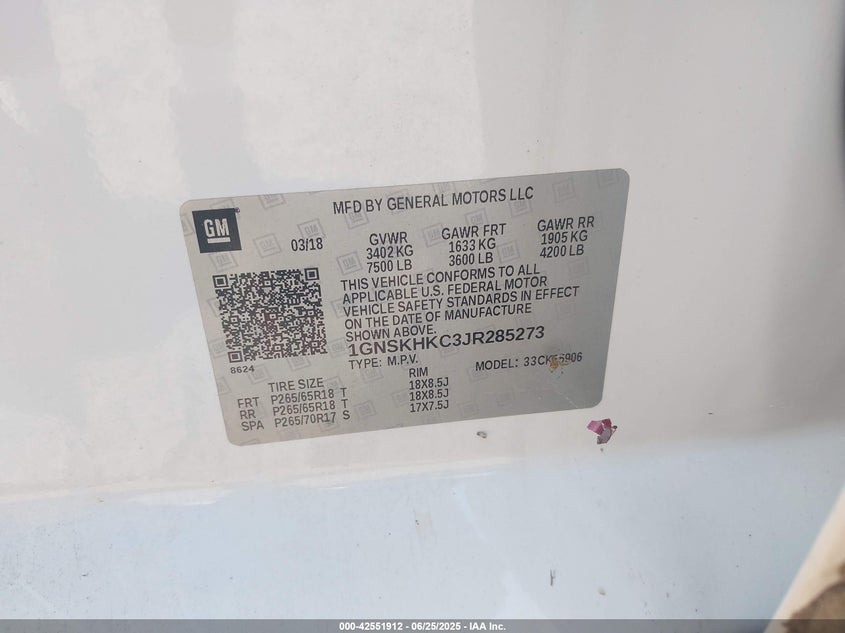 MFD BY GENERAL MOTORS LLC
GM
03/18
GVWR GAWR FRT GAWR RR
3402 KG 1633 KG 1905 KG
7500 LB 3600 LB 4200 LB
THIS VEHICLE CONFORMS TO ALL
APPLICABLE U.S. FEDERAL MOTOR
VEHICLE SAFETY STANDARDS IN EFFECT
ON THE DATE OF MANUFACTURE
SHOWN ABOVE.
1GNSKHKC3JR285273
8624
TYPE: M.P.V. MODEL:
TIRE SIZE RIM
FRT P265/65R18 T 18X8.5J
RR P265/65R18 T 18X8.5J
SPA P265/70R17 S 17X7.5J
000-42551912 / 06/25/2025 - IAA Inc.